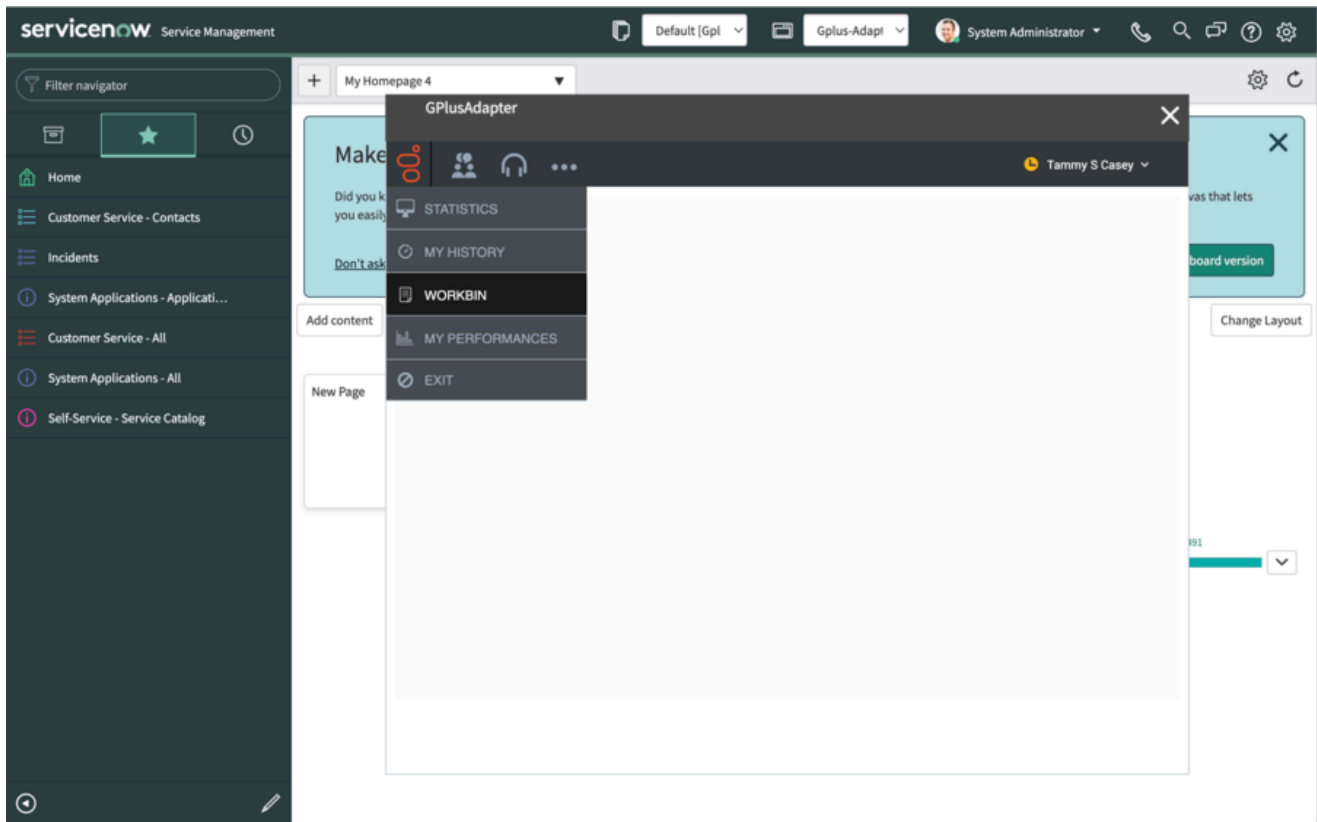 servicenow Service Management
Default [Gpl
Gplus-Adapt
System Administrator
Filter navigator
Home
Customer Service - Contacts
Incidents
System Applications - Applicati...
Customer Service - All
System Applications - All
Self-Service - Service Catalog
+ My Homepage 4
GPlusAdapter
Make
Tammy S Casey
Did you k
vas that lets
you easily
Don't ask
board version
STATISTICS
MY HISTORY
WORKBIN
MY PERFORMANCES
EXIT
Add content
Change Layout
New Page
391